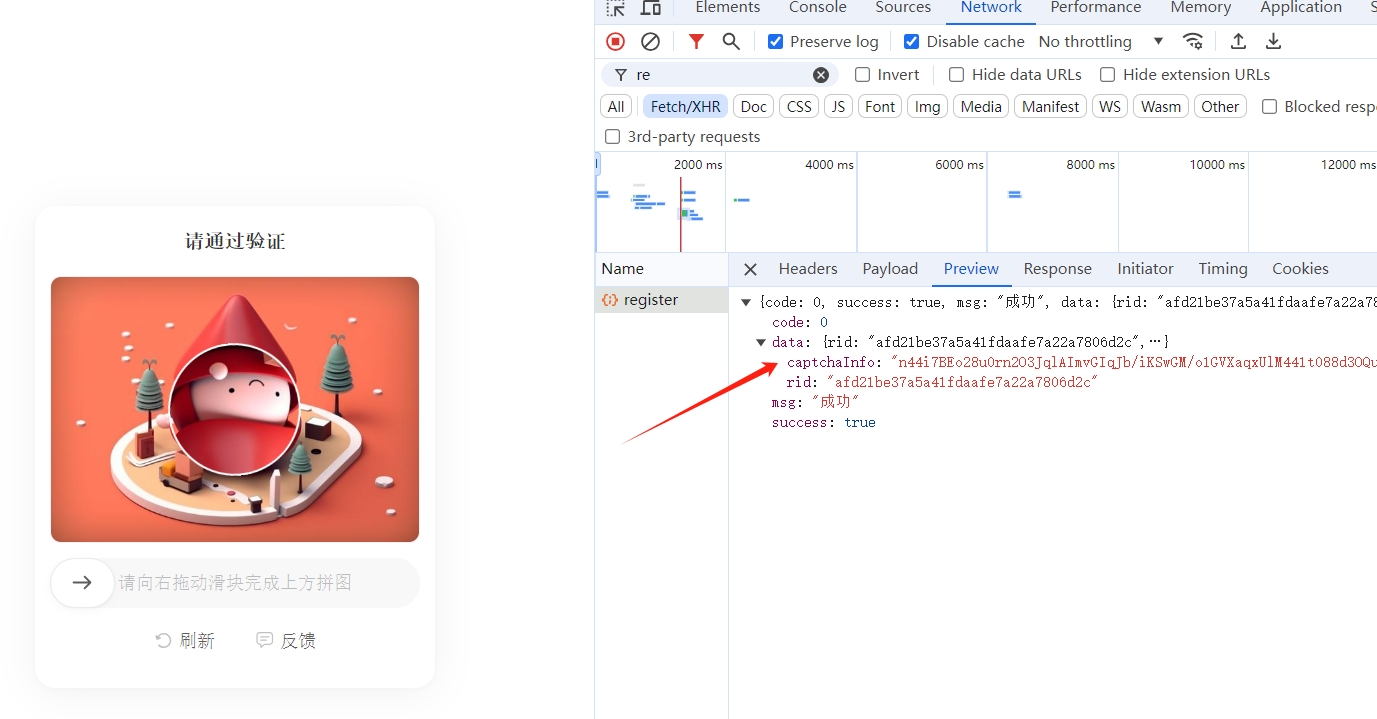 Elements Console Sources Network Performance Memory Application
Preserve log Disable cache No throttling
re Invert Hide data URLs Hide extension URLs
All Fetch/XHR Doc CSS JS Font Img Media Manifest WS Wasm Other Blocked resp
3rd-party requests
2000 ms 4000 ms 6000 ms 8000 ms 10000 ms 12000 ms
Name Headers Payload Preview Response Initiator Timing Cookies
register
{code: 0, success: true, msg: "成功", data: {rid: "afd21be37a5a41fdaafe7a22a78
code: 0
data: {rid: "afd21be37a5a41fdaafe7a22a7806d2c",…}
captchaInfo: "n44i7BEo28u0rn2O3JqlAImvGIqJb/iKSwGM/o1GVXaqxUlM441t088d3OQu
rid: "afd21be37a5a41fdaafe7a22a7806d2c"
msg: "成功"
success: true
请通过验证
请向右拖动滑块完成上方拼图
刷新 反馈